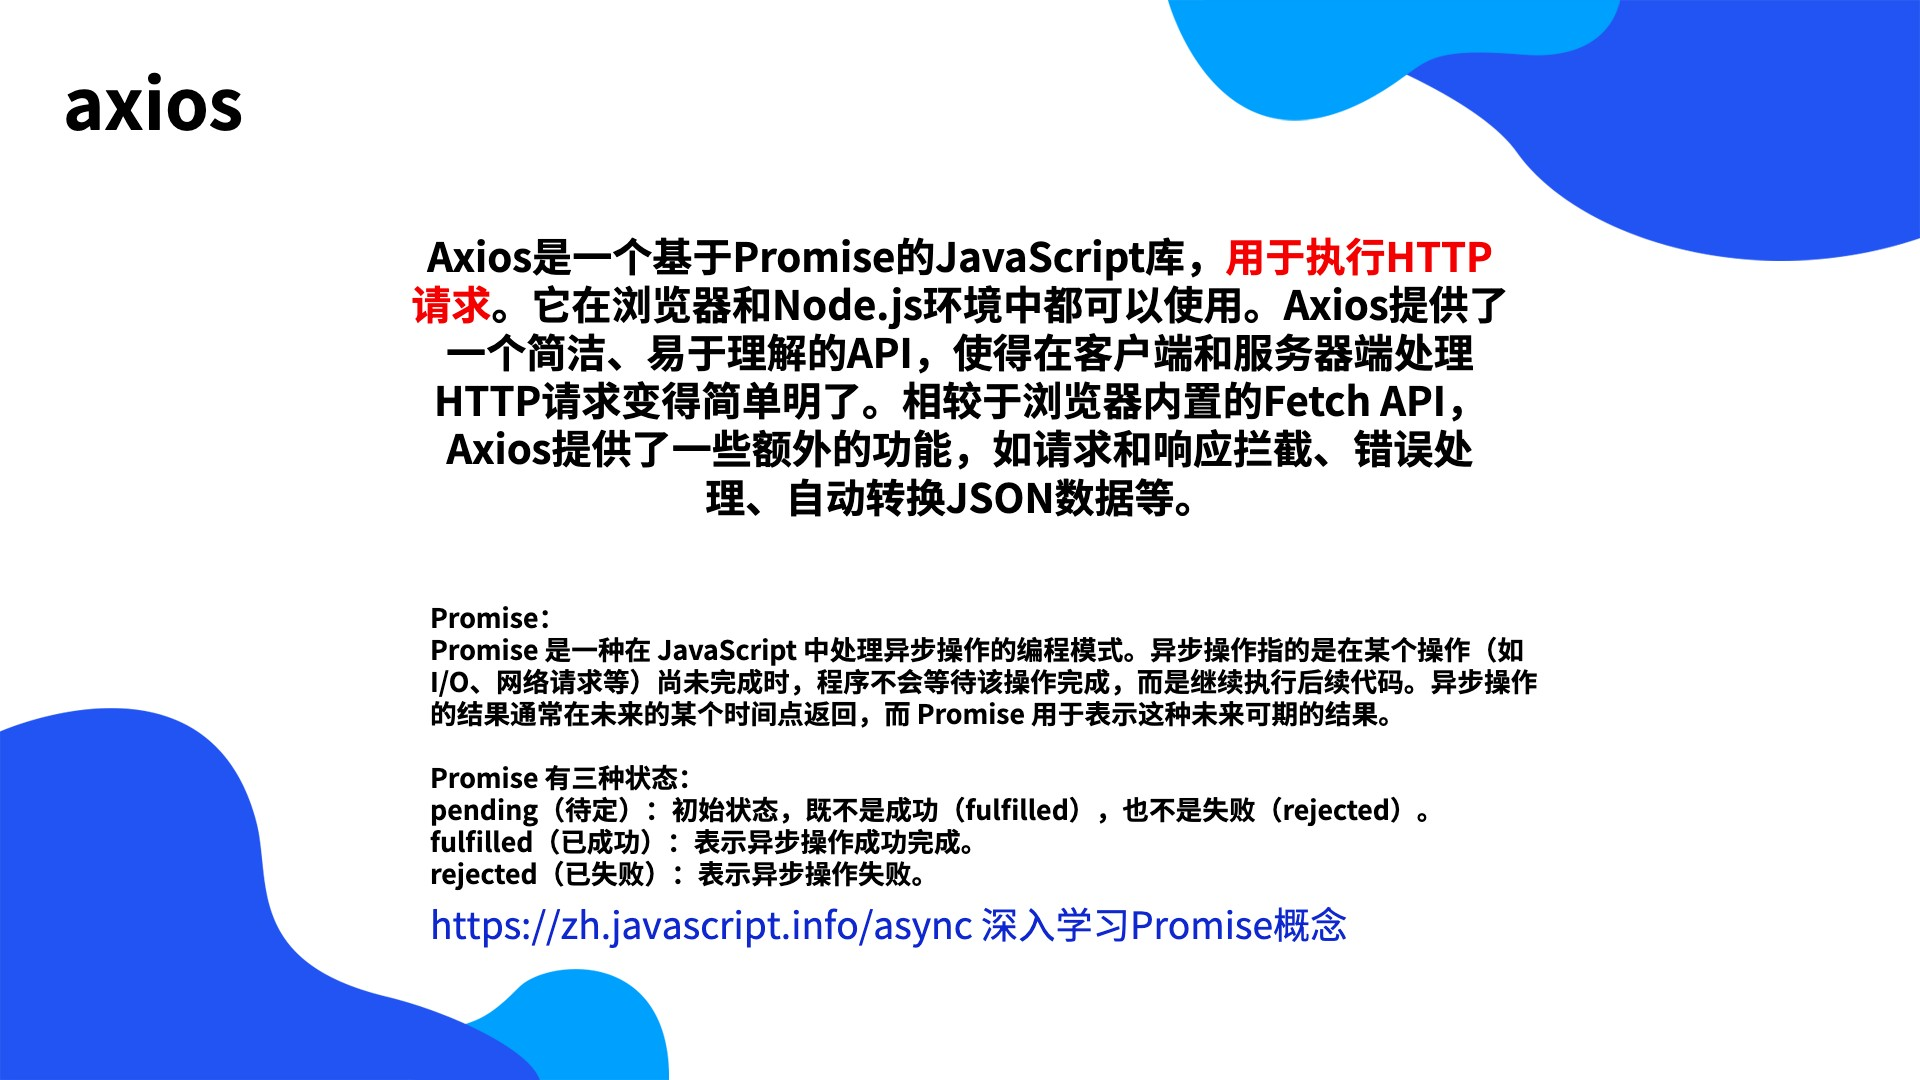 axios
Axios是一个基于Promise的JavaScript库，用于执行HTTP
请求。它在浏览器和Node.js环境中都可以使用。Axios提供了
一个简洁、易于理解的API，使得在客户端和服务器端处理
HTTP请求变得简单明了。相较于浏览器内置的Fetch API，
Axios提供了一些额外的功能，如请求和响应拦截、错误处
理、自动转换JSON数据等。
Promise：
Promise 是一种在 JavaScript 中处理异步操作的编程模式。异步操作指的是在某个操作（如
I/O、网络请求等）尚未完成时，程序不会等待该操作完成，而是继续执行后续代码。异步操作
的结果通常在未来的某个时间点返回，而 Promise 用于表示这种未来可期的结果。
Promise 有三种状态：
pending（待定）：初始状态，既不是成功（fulfilled），也不是失败（rejected）。
fulfilled（已成功）：表示异步操作成功完成。
rejected（已失败）：表示异步操作失败。
https://zh.javascript.info/async 深入学习Promise概念